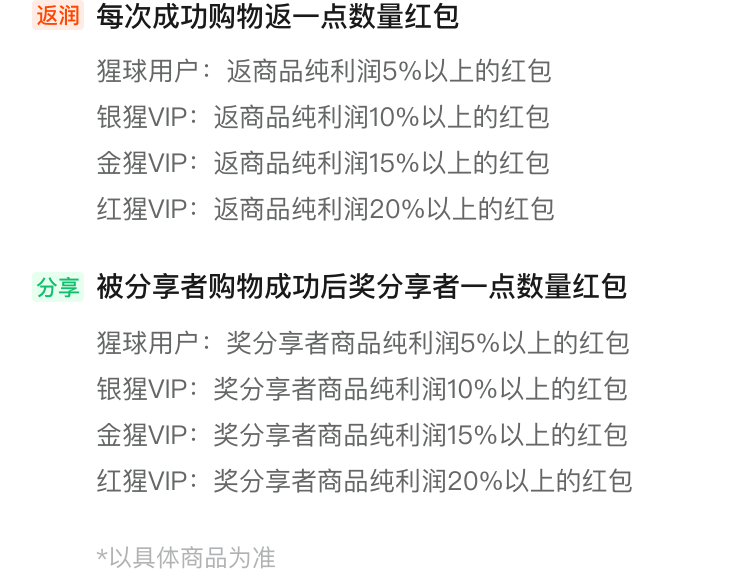 返润 每次成功购物返一点数量红包
猩球用户：返商品纯利润5%以上的红包
银猩VIP：返商品纯利润10%以上的红包
金猩VIP：返商品纯利润15%以上的红包
红猩VIP：返商品纯利润20%以上的红包
分享 被分享者购物成功后奖分享者一点数量红包
猩球用户：奖分享者商品纯利润5%以上的红包
银猩VIP：奖分享者商品纯利润10%以上的红包
金猩VIP：奖分享者商品纯利润15%以上的红包
红猩VIP：奖分享者商品纯利润20%以上的红包
*以具体商品为准